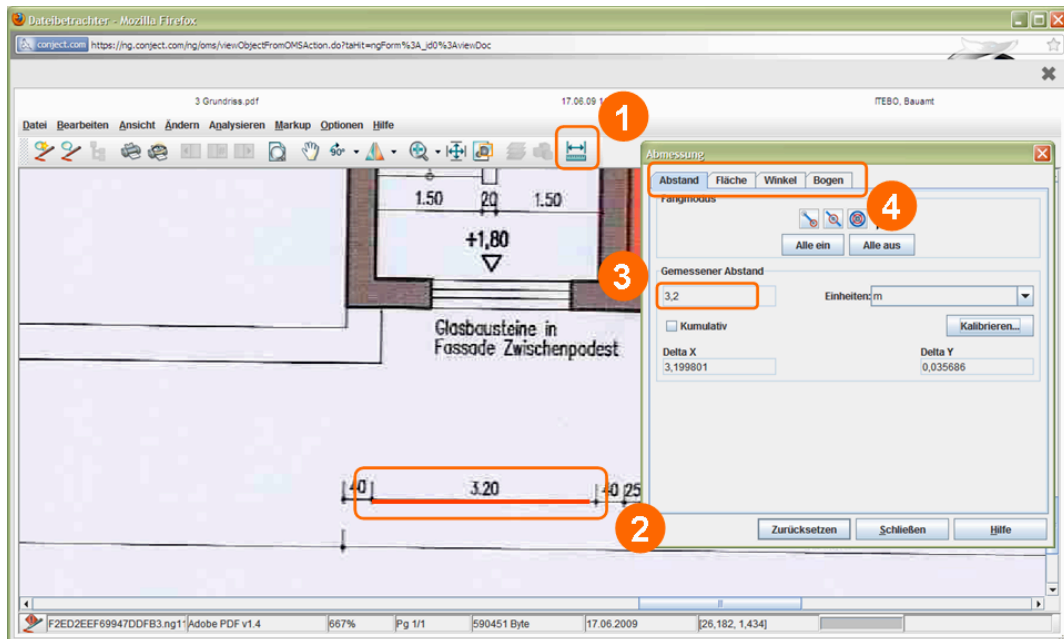 Dateibetrachter - Mozilla Firefox
conject.com https://ng.conject.com/ng/oms/viewObjectFromOMSAction.do?taHit=ngForm%3A_id0%3AviewDoc
3 Grundriss.pdf
17.06.09
ITEBO, Bauamt
1
Datei Bearbeiten Ansicht Ändern Analysieren Markup Optionen Hilfe
90°
Abmessung
Abstand Fläche Winkel Bogen
4
Fangmodus
Alle ein Alle aus
1.50 20 1.50
+1,80
3
Gemessener Abstand
3,2
Einheiten: m
Kumulativ
Kalibrieren...
Delta X
Delta Y
3,199801
0,035686
Glasbausteine in
Fassade Zwischenpodest
40 3.20 40 25
2
Zurücksetzen Schließen Hilfe
F2ED2EEF69947DDFB3.ng1 Adobe PDF v1.4 667% Pg 1/1 590451 Byte 17.06.2009 [26,182, 1,434]